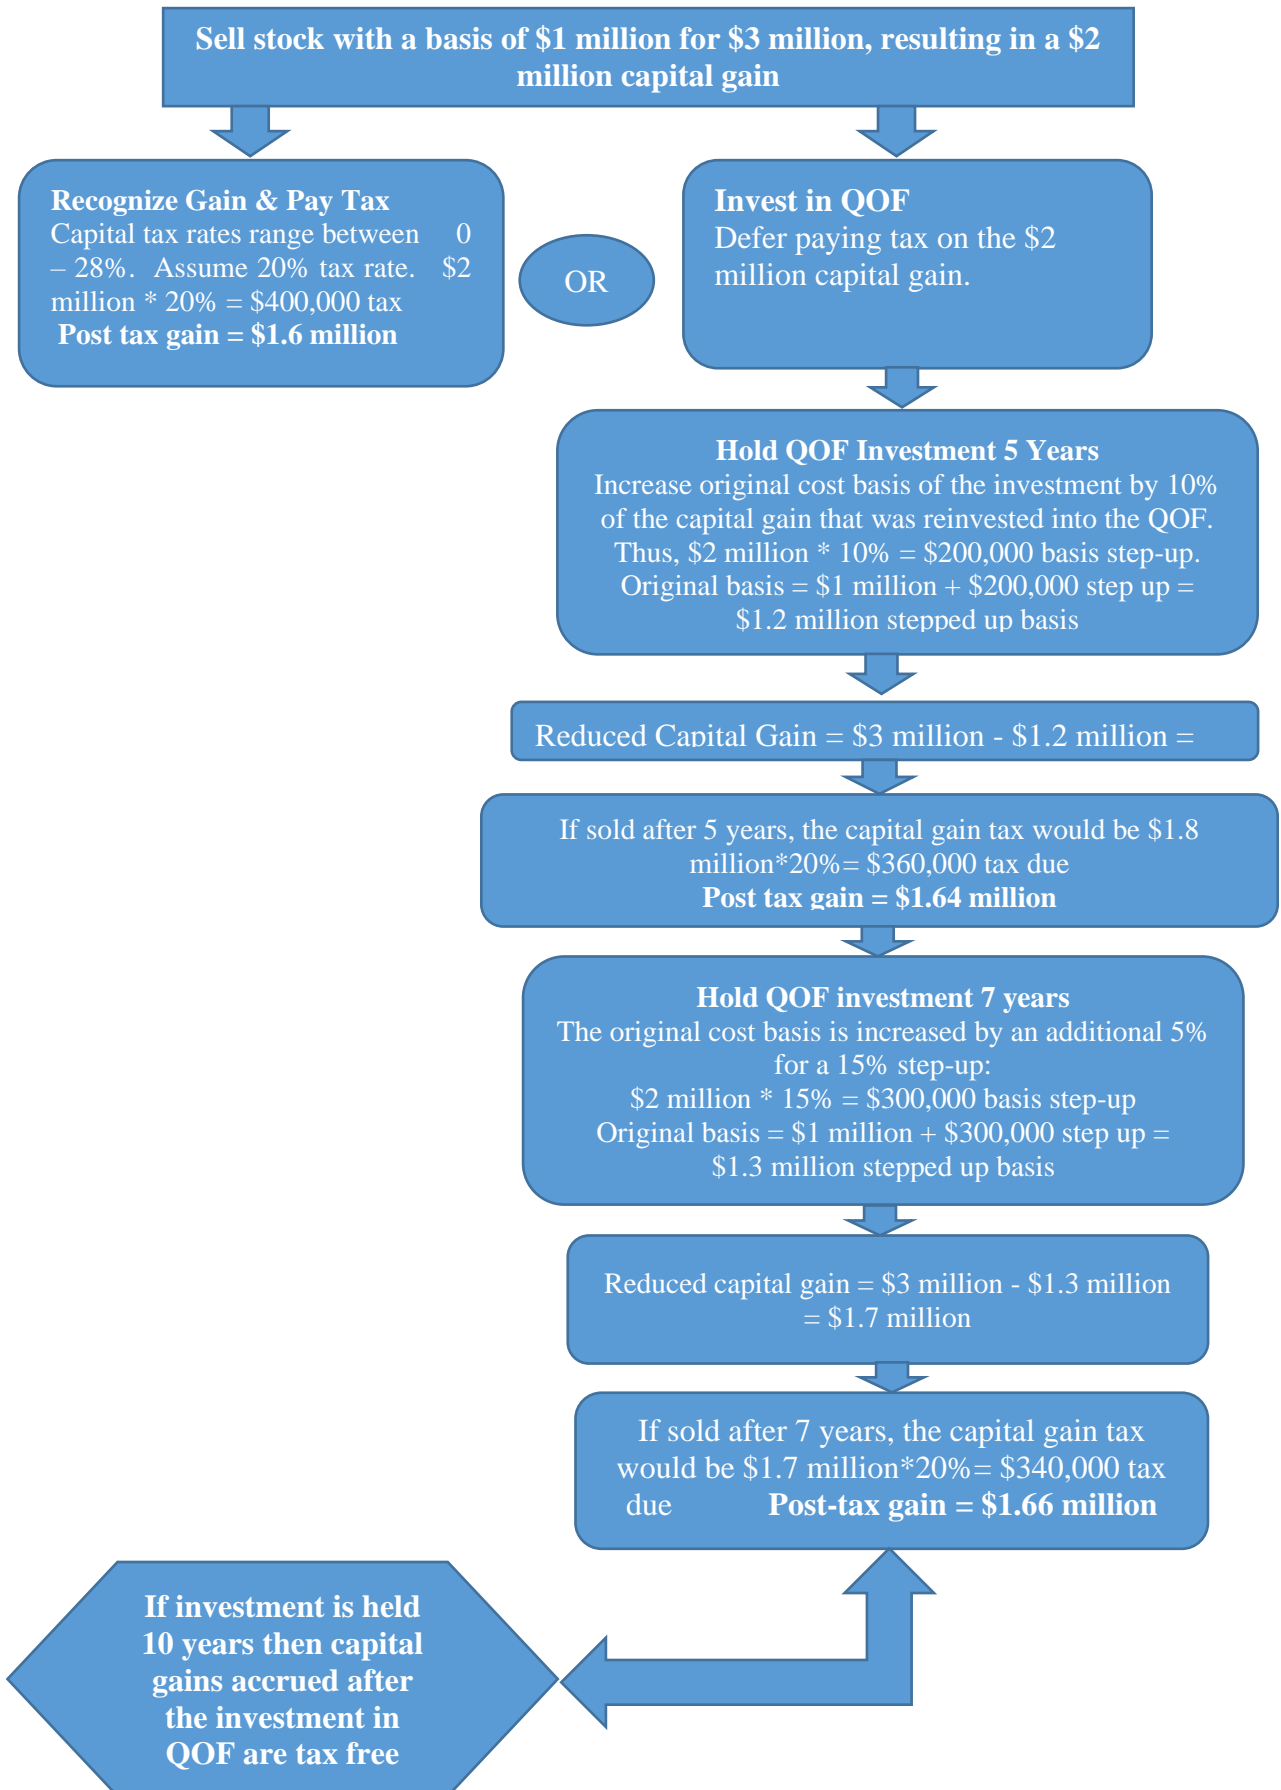 Sell stock with a basis of $1 million for $3 million, resulting in a $2
million capital gain
Recognize Gain & Pay Tax
Capital tax rates range between 0
– 28%. Assume 20% tax rate. $2
million * 20% = $400,000 tax
Post tax gain = $1.6 million
OR
Invest in QOF
Defer paying tax on the $2
million capital gain.
Hold QOF Investment 5 Years
Increase original cost basis of the investment by 10%
of the capital gain that was reinvested into the QOF.
Thus, $2 million * 10% = $200,000 basis step-up.
Original basis = $1 million + $200,000 step up =
$1.2 million stepped up basis
Reduced Capital Gain = $3 million - $1.2 million =
If sold after 5 years, the capital gain tax would be $1.8
million*20%= $360,000 tax due
Post tax gain = $1.64 million
Hold QOF investment 7 years
The original cost basis is increased by an additional 5%
for a 15% step-up:
$2 million * 15% = $300,000 basis step-up
Original basis = $1 million + $300,000 step up =
$1.3 million stepped up basis
Reduced capital gain = $3 million - $1.3 million
= $1.7 million
If sold after 7 years, the capital gain tax
would be $1.7 million*20%= $340,000 tax
due Post-tax gain = $1.66 million
If investment is held
10 years then capital
gains accrued after
the investment in
QOF are tax free